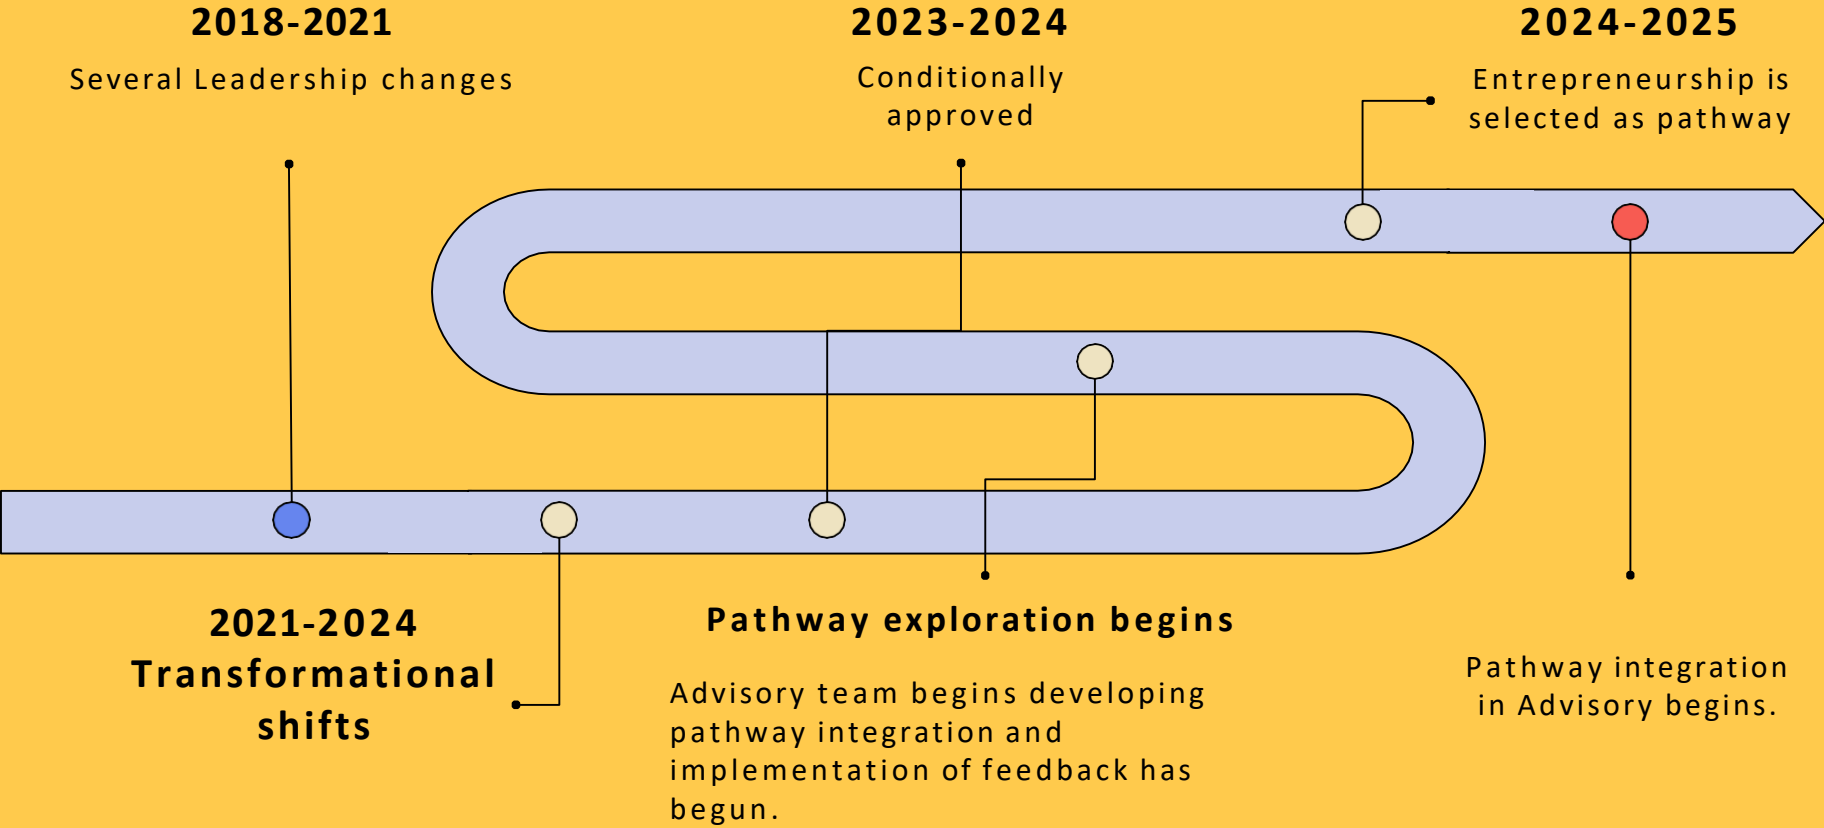 2018-2021
Several Leadership changes
2023-2024
Conditionally
approved
2024-2025
Entrepreneurship is
selected as pathway
2021-2024
Transformational
shifts
Pathway exploration begins
Advisory team begins developing
pathway integration and
implementation of feedback has
begun.
Pathway integration
in Advisory begins.